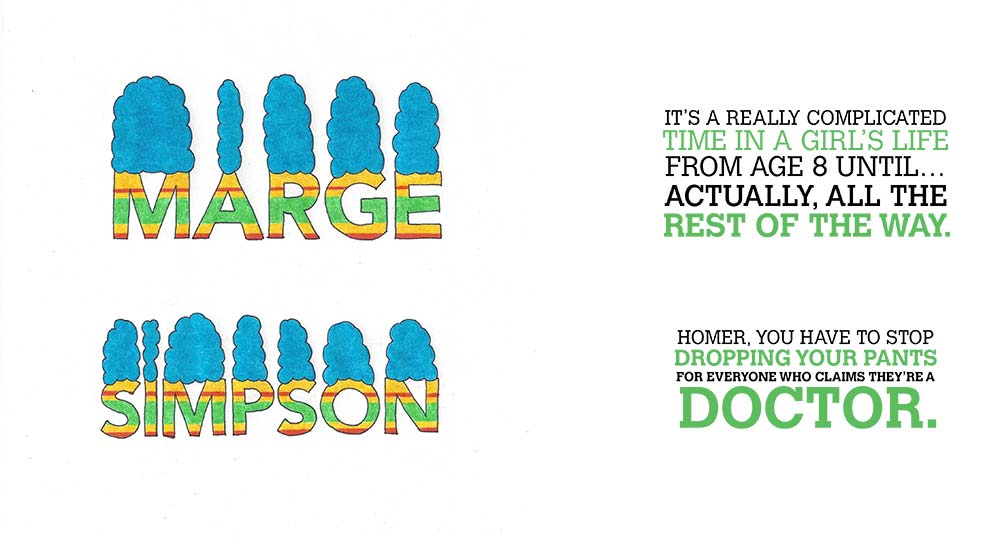 MARGE
SIMPSON
IT’S A REALLY COMPLICATED
TIME IN A GIRL’S LIFE
FROM AGE 8 UNTIL...
ACTUALLY, ALL THE
REST OF THE WAY.
HOMER, YOU HAVE TO STOP
DROPPING YOUR PANTS
FOR EVERYONE WHO CLAIMS THEY’RE A
DOCTOR.